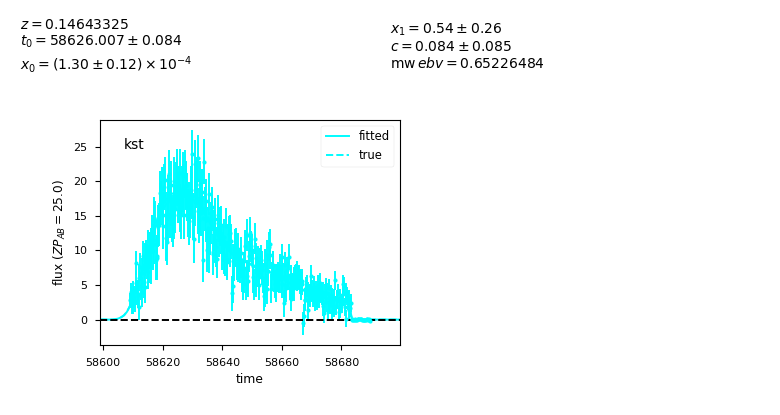 z = 0.14643325
t₀ = 58626.007 ± 0.084
x₀ = (1.30 ± 0.12) × 10⁻⁴
x₁ = 0.54 ± 0.26
c = 0.084 ± 0.085
mw ebv = 0.65226484
kst
fitted
true
flux (ZP_AB = 25.0)
25
20
15
10
5
0
58600 58620 58640 58660 58680
time